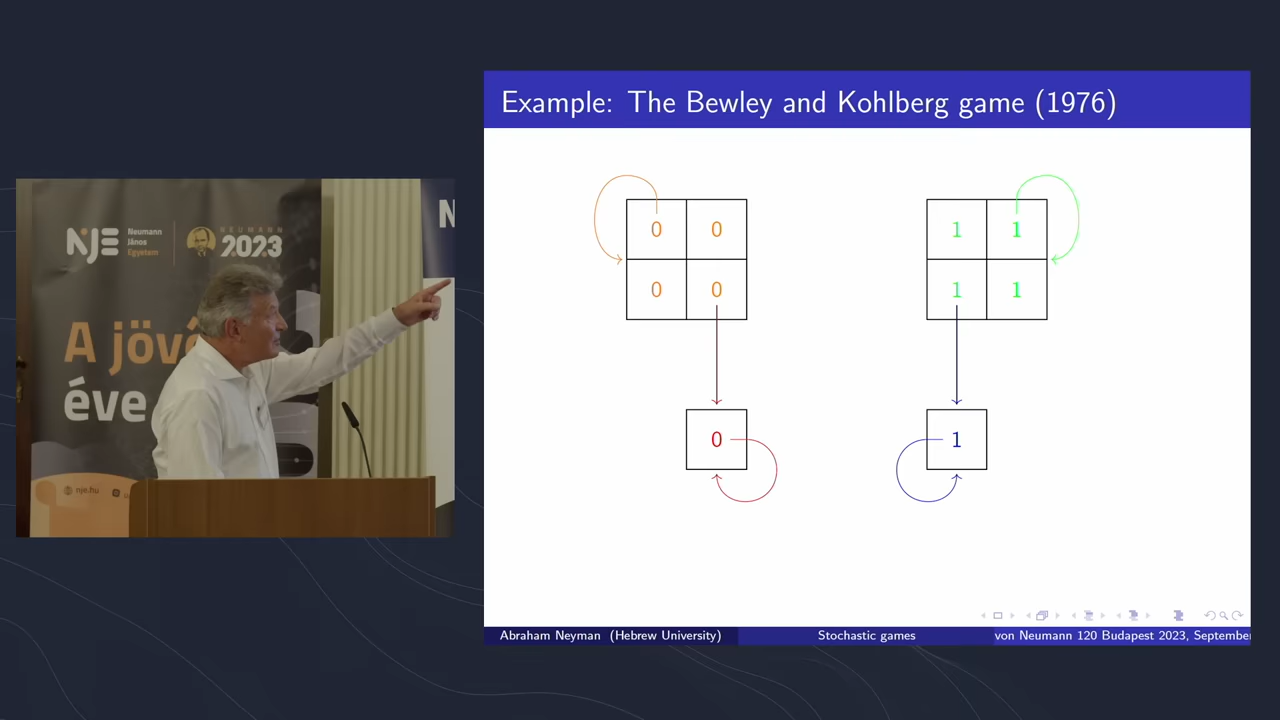 NJE
Neumann
János
Egyetem
NEUMANN
2023
N
A jövő
éve
nje.hu
Example: The Bewley and Kohlberg game (1976)
0 0
0 0
1 1
1 1
0
1
Abraham Neyman (Hebrew University)
Stochastic games
von Neumann 120 Budapest 2023, September